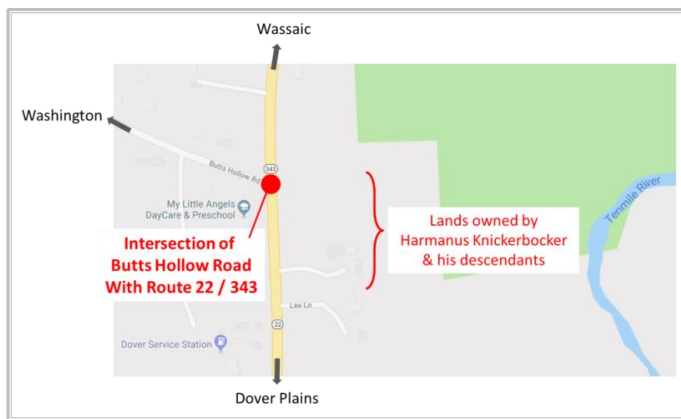 Wassaic
Washington
Butts Hollow Rd
343
My Little Angels
DayCare & Preschool
Intersection of
Butts Hollow Road
With Route 22 / 343
Lands owned by
Harmanus Knickerbocker
& his descendants
Tenmile River
Lee Ln
22
Dover Service Station
Dover Plains